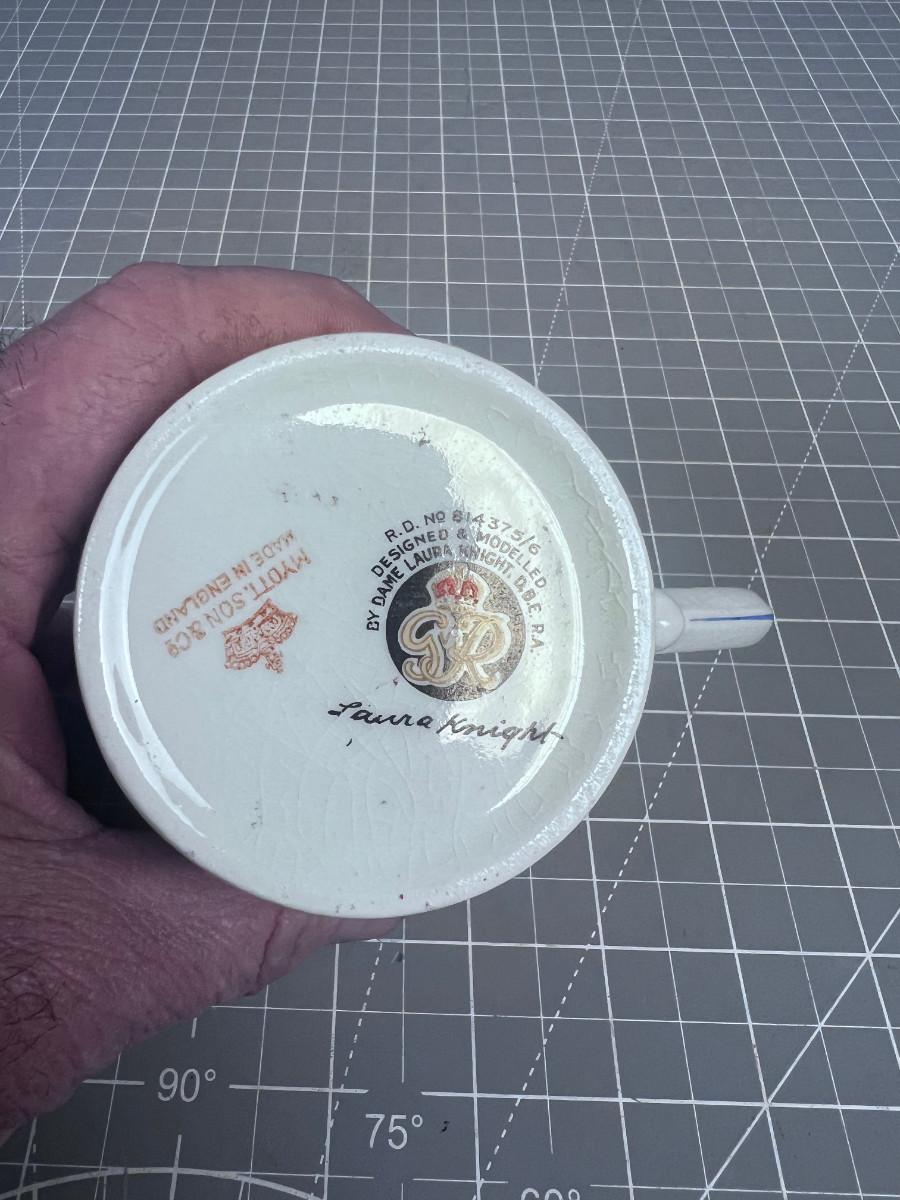 R.D. No 814375/6
DESIGNED & MODELLED
BY DAME LAURA KNIGHT. D.B.E. R.A.
GR
Laura Knight
MYOTT. SON & Co
MADE IN ENGLAND
90°
75°
60°